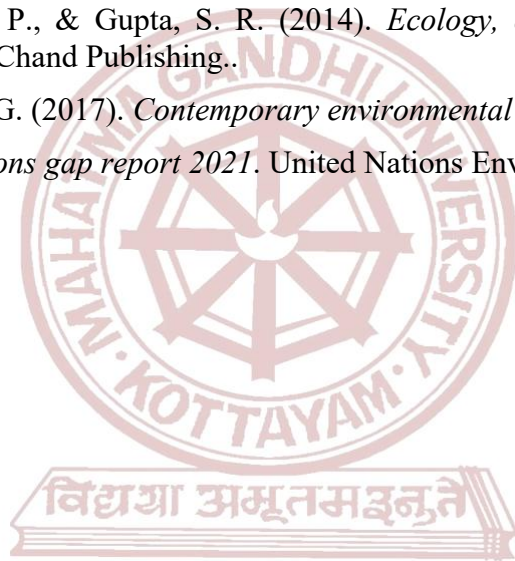 P., & Gupta, S. R. (2014). Ecology,
Chand Publishing..
G. (2017). Contemporary environmental
ons gap report 2021. United Nations Env
MAHATMA GANDHI UNIVERSITY
• KOTTAYAM •
विद्यया अमृतमश्नुते